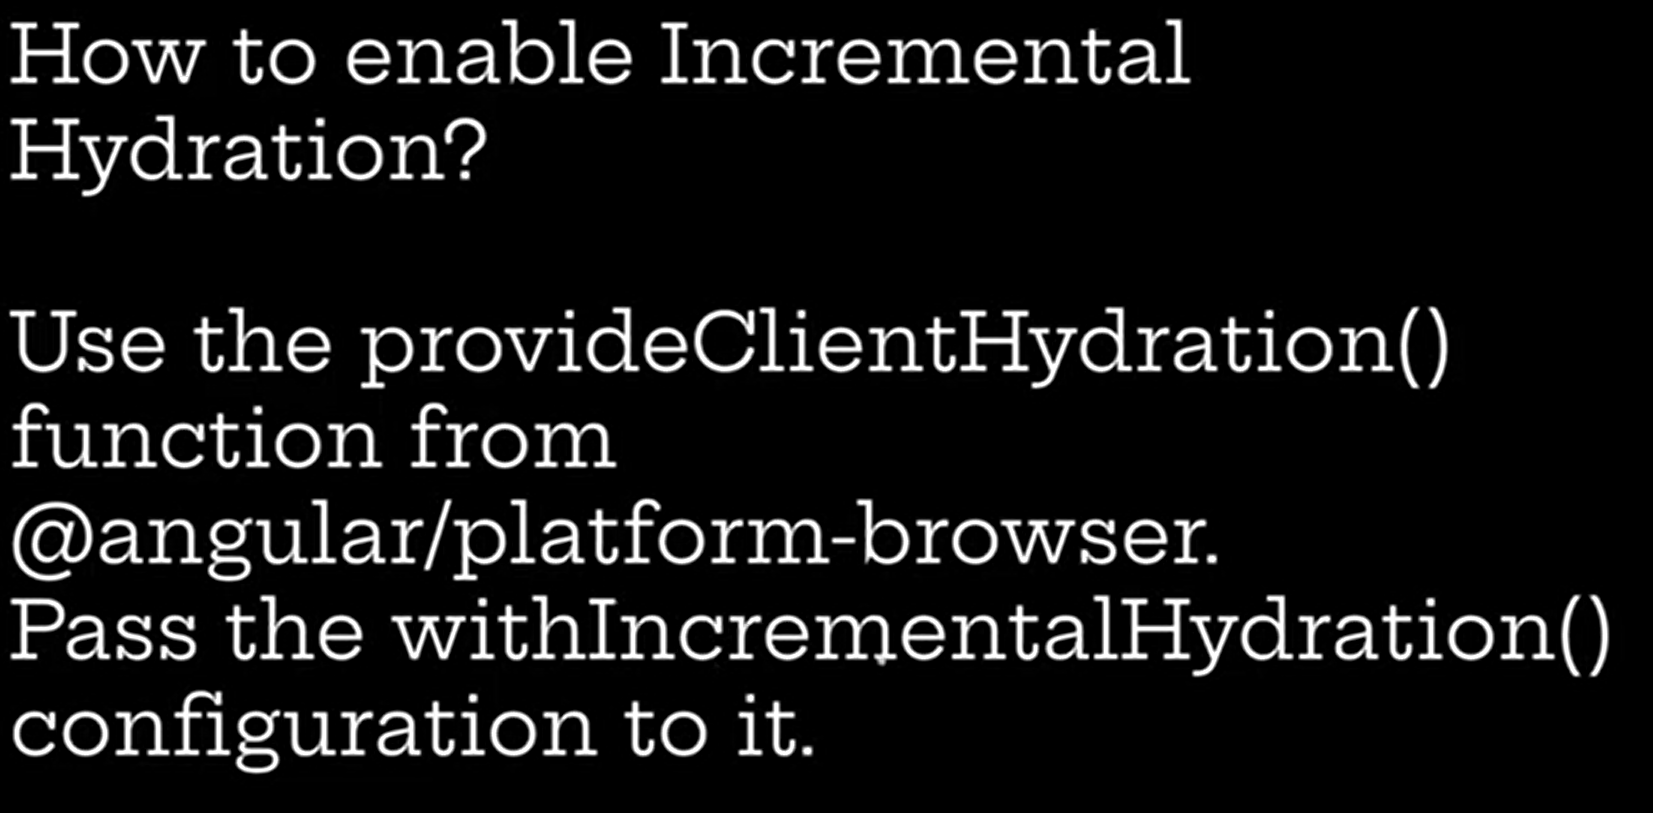 How to enable Incremental
Hydration?
Use the provideClientHydration()
function from
@angular/platform-browser.
Pass the withIncrementalHydration()
configuration to it.